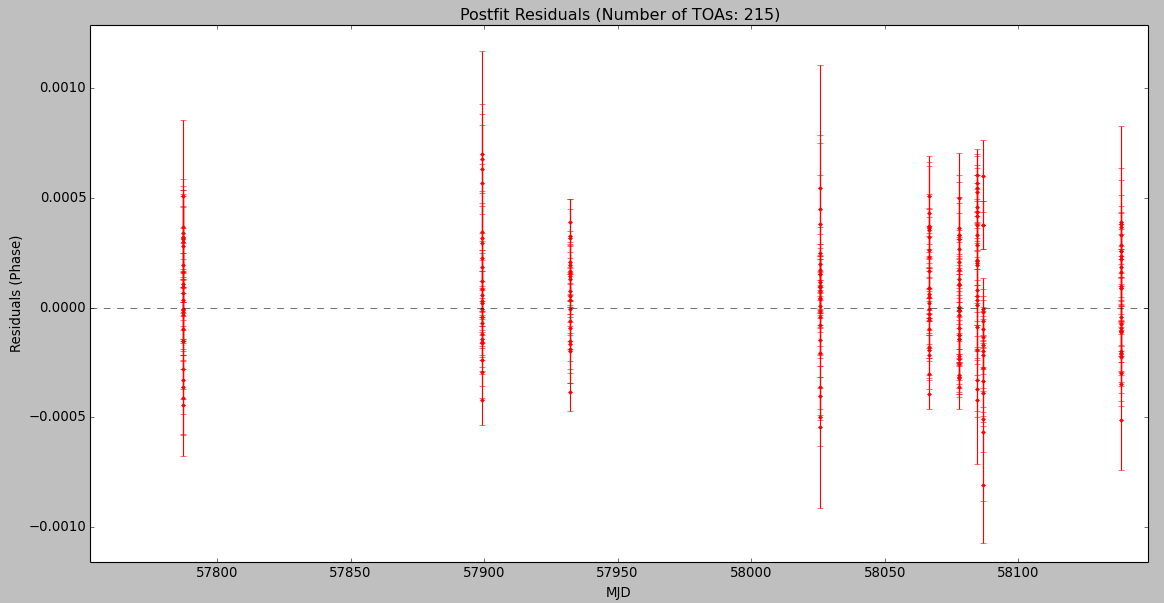 Postfit Residuals (Number of TOAs: 215)
0.0010
0.0005
0.0000
−0.0005
−0.0010
Residuals (Phase)
57800 57850 57900 57950 58000 58050 58100
MJD